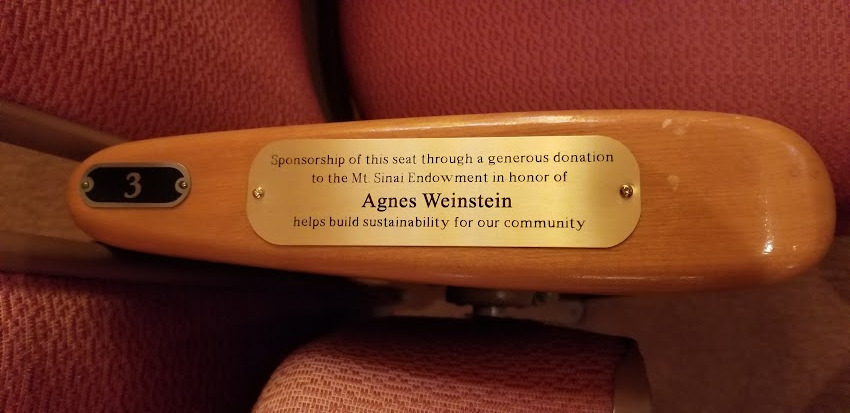 3
Sponsorship of this seat through a generous donation
to the Mt. Sinai Endowment in honor of
Agnes Weinstein
helps build sustainability for our community